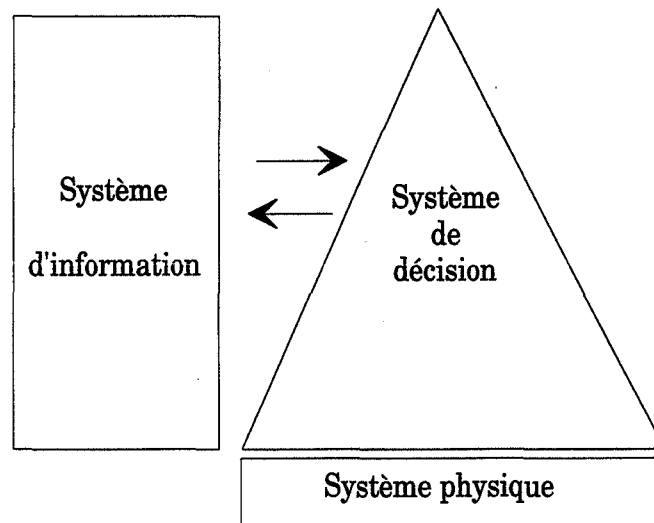 Système
d'information
Système
de
décision
Système physique